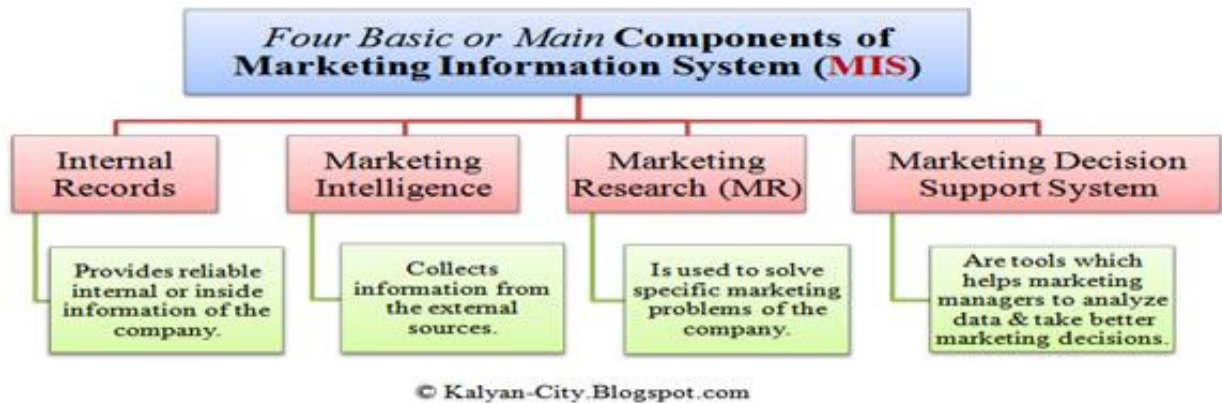 Four Basic or Main Components of
Marketing Information System (MIS)
Internal
Records
Marketing
Intelligence
Marketing
Research (MR)
Marketing Decision
Support System
Provides reliable
internal or inside
information of the
company.
Collects
information from
the external
sources.
Is used to solve
specific marketing
problems of the
company.
Are tools which
helps marketing
managers to analyze
data & take better
marketing decisions.
© Kalyan-City.Blogspot.com